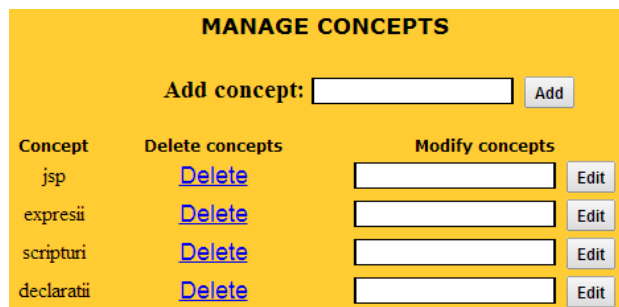 MANAGE CONCEPTS
Add concept: Add
Concept Delete concepts Modify concepts
jsp Delete Edit
expresii Delete Edit
scripturi Delete Edit
declaratii Delete Edit